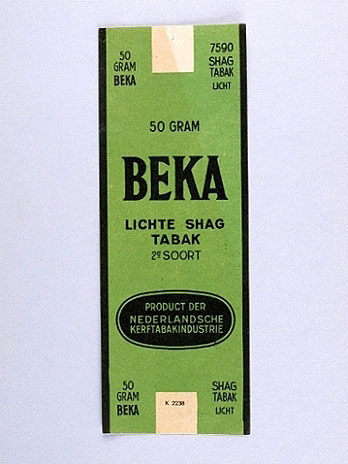 50
GRAM
BEKA
7590
SHAG
TABAK
LICHT
50 GRAM
BEKA
LICHTE SHAG
TABAK
2e SOORT
PRODUCT DER
NEDERLANDSCHE
KERFTABAKINDUSTRIE
50
GRAM
BEKA
K 2238
SHAG
TABAK
LICHT